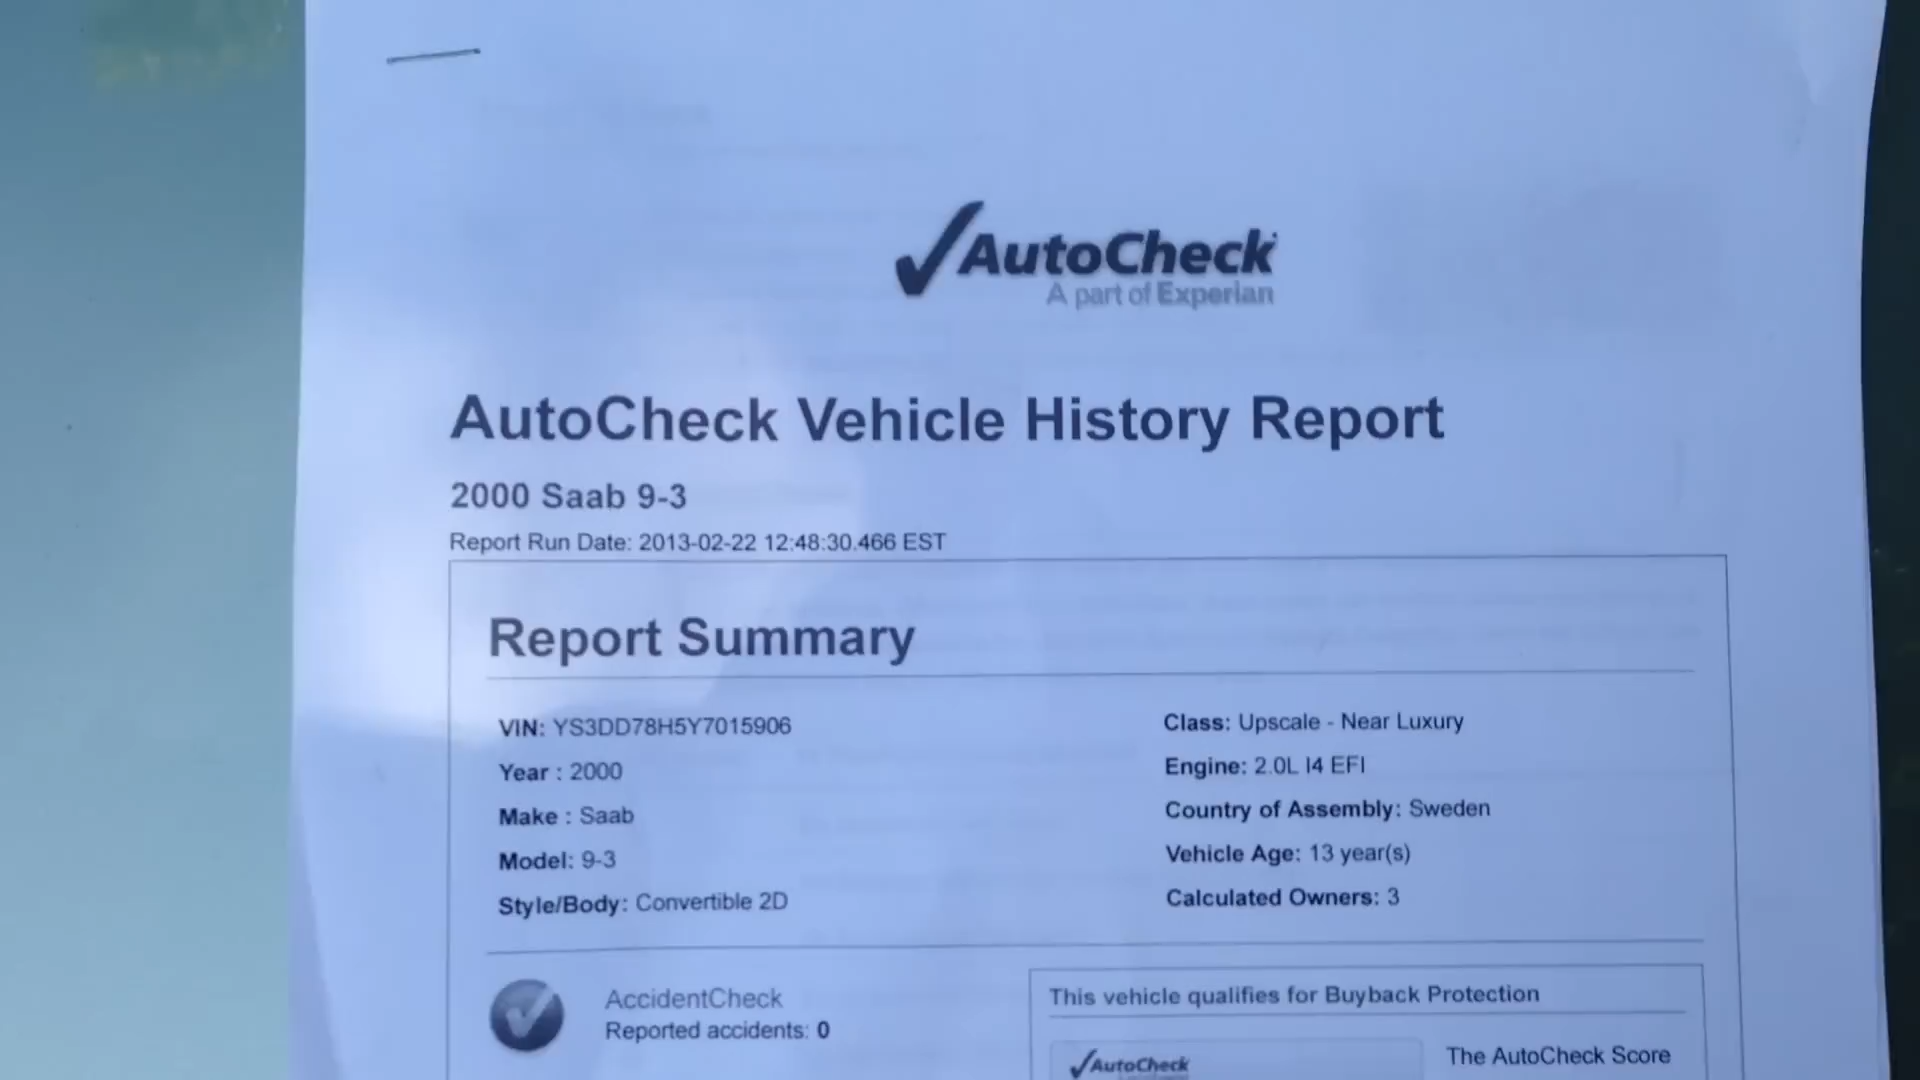 AutoCheck
A part of Experian
AutoCheck Vehicle History Report
2000 Saab 9-3
Report Run Date: 2013-02-22 12:48:30.466 EST
Report Summary
VIN: YS3DD78H5Y7015906
Year : 2000
Make : Saab
Model: 9-3
Style/Body: Convertible 2D
Class: Upscale - Near Luxury
Engine: 2.0L I4 EFI
Country of Assembly: Sweden
Vehicle Age: 13 year(s)
Calculated Owners: 3
AccidentCheck
Reported accidents: 0
This vehicle qualifies for Buyback Protection
AutoCheck
The AutoCheck Score